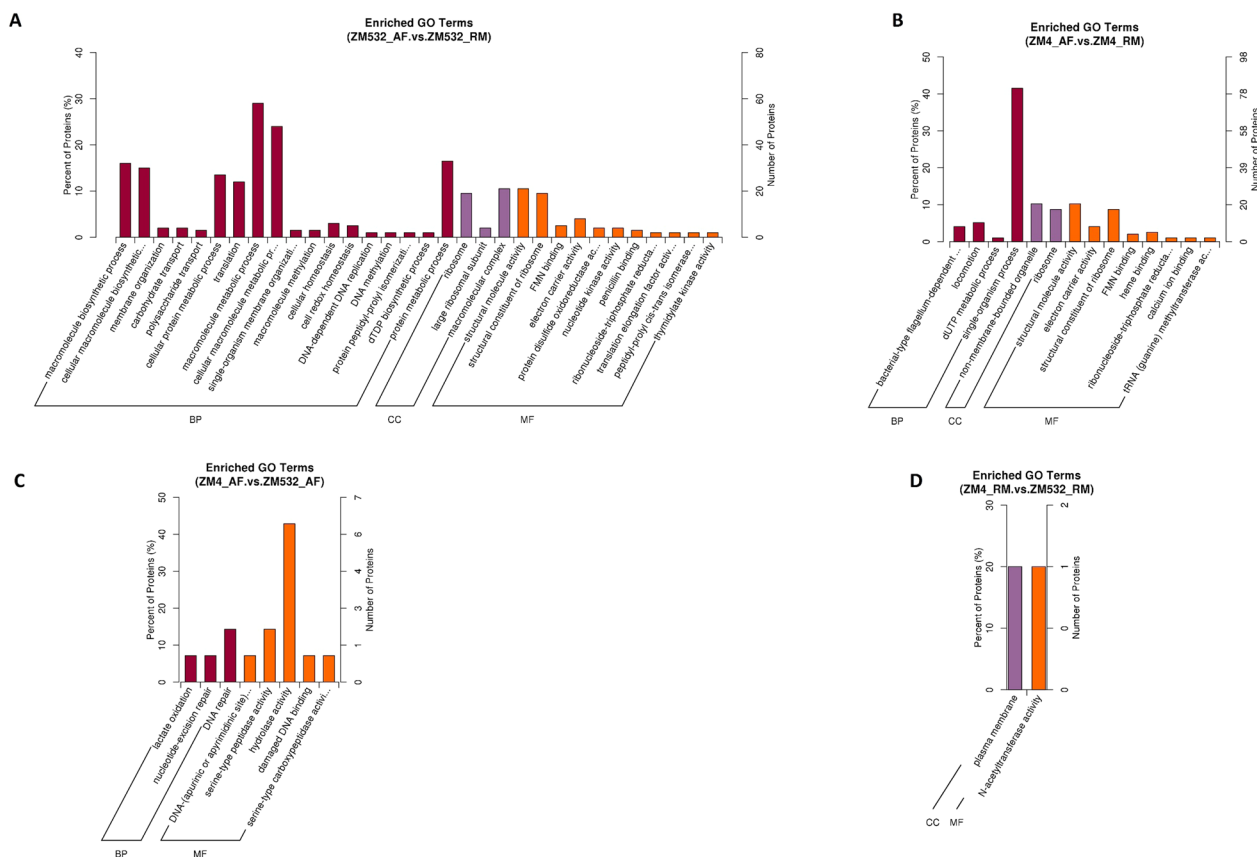 A
Enriched GO Terms
(ZM532_AF.vs.ZM532_RM)
Percent of Proteins (%)
0
10
20
30
40
Number of Proteins
0
20
40
60
80
macromolecule biosynthetic process
cellular macromolecule biosynthetic...
membrane organization
carbohydrate transport
polysaccharide transport
cellular protein metabolic process
translation
macromolecule metabolic process
cellular macromolecule metabolic pr...
single-organism membrane organizati...
macromolecule methylation
cellular homeostasis
cell redox homeostasis
DNA-dependent DNA replication
DNA methylation
protein peptidyl-prolyl isomerizati...
dTDP biosynthetic process
protein metabolic process
ribosome
large ribosomal subunit
macromolecular complex
structural molecule activity
structural constituent of ribosome
FMN binding
electron carrier activity
protein disulfide oxidoreductase ac...
nucleotide kinase activity
penicillin binding
ribonucleoside-triphosphate reducta...
translation elongation factor activ...
peptidyl-prolyl cis-trans isomerase...
thymidylate kinase activity
BP
CC
MF
B
Enriched GO Terms
(ZM4_AF.vs.ZM4_RM)
Percent of Proteins (%)
0
10
20
30
40
50
Number of Proteins
0
20
39
58
78
98
bacterial-type flagellum-dependent ...
locomotion
dUTP metabolic process
single-organism process
non-membrane-bounded organelle
ribosome
structural molecule activity
electron carrier activity
structural constituent of ribosome
FMN binding
heme binding
ribonucleoside-triphosphate reducta...
calcium ion binding
tRNA (guanine) methyltransferase ac...
BP
CC
MF
C
Enriched GO Terms
(ZM4_AF.vs.ZM532_AF)
Percent of Proteins (%)
0
10
20
30
40
50
Number of Proteins
0
1
3
4
6
7
lactate oxidation
nucleotide-excision repair
DNA repair
DNA-(apurinic or apyrimidinic site)...
serine-type peptidase activity
hydrolase activity
damaged DNA binding
serine-type carboxypeptidase activi...
BP
MF
D
Enriched GO Terms
(ZM4_RM.vs.ZM532_RM)
Percent of Proteins (%)
0
10
20
30
Number of Proteins
0
0
1
2
plasma membrane
N-acetyltransferase activity
CC
MF